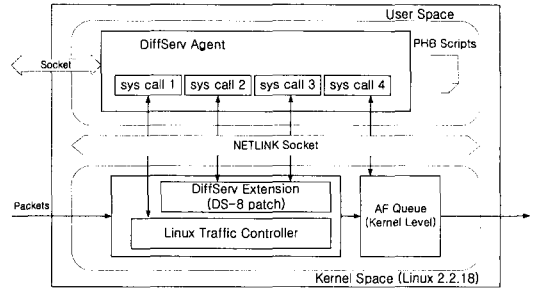 User Space
DiffServ Agent
PHB Scripts
Socket
sys call 1
sys call 2
sys call 3
sys call 4
NETLINK Socket
DiffServ Extension
(DS-8 patch)
AF Queue
(Kernel Level)
Packets
Linux Traffic Controller
Kernel Space (Linux 2.2.18)